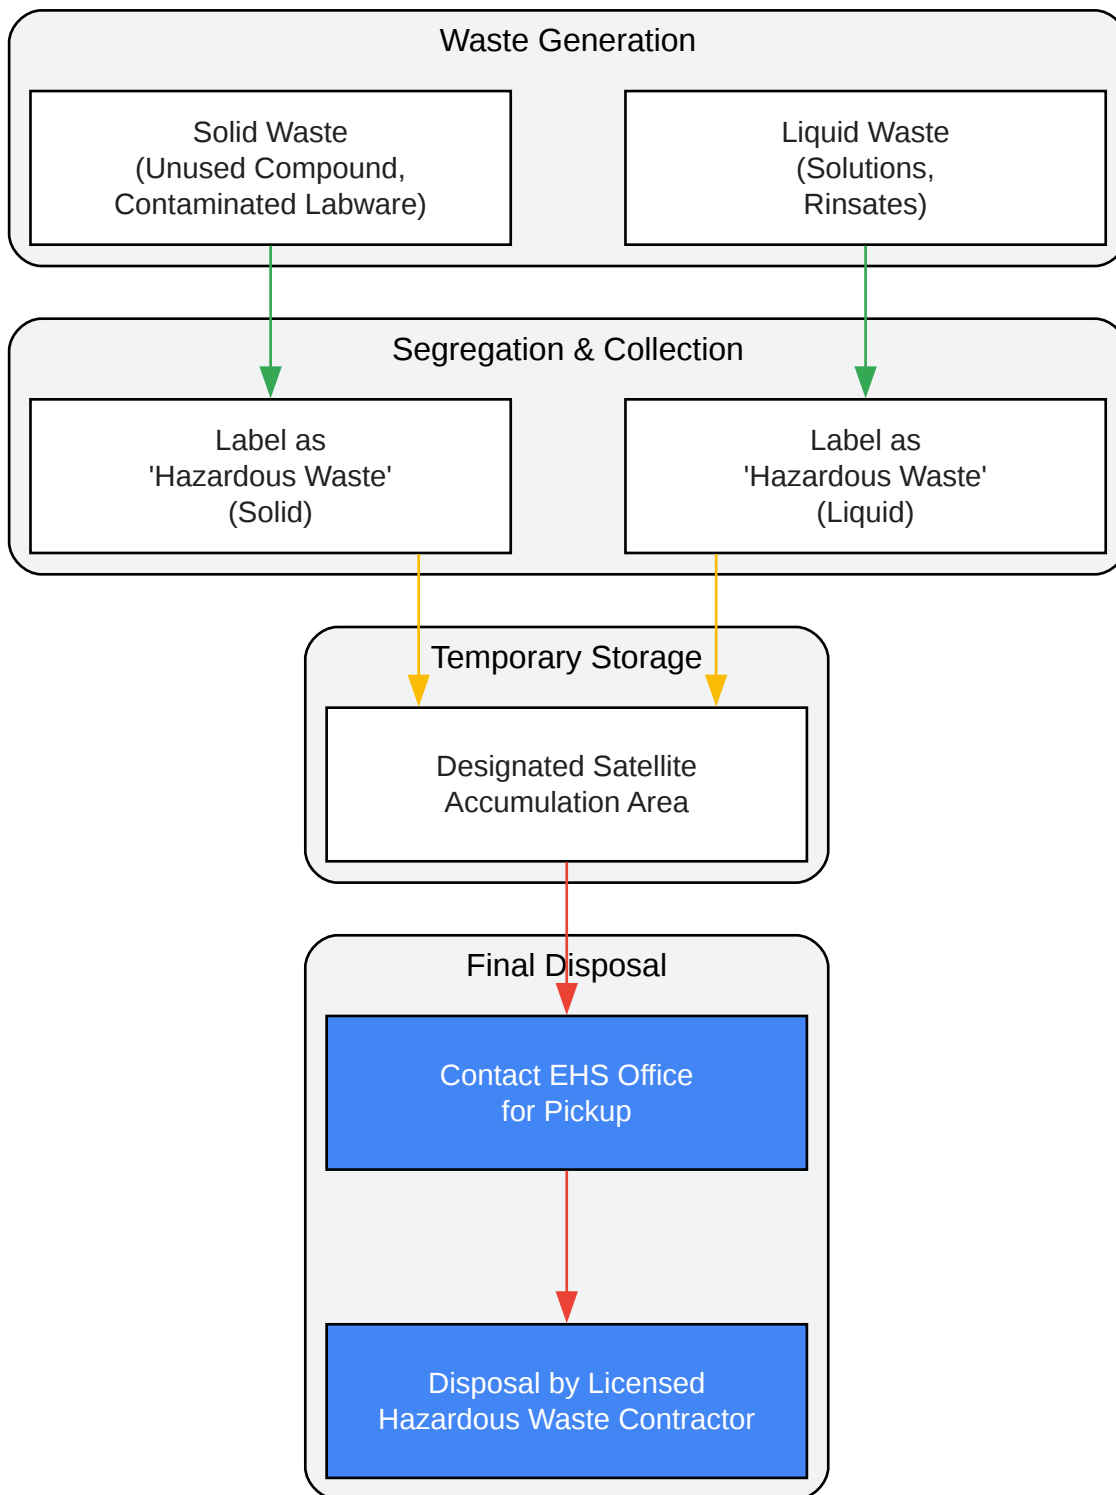 Waste Generation
Solid Waste
(Unused Compound,
Contaminated Labware)
Liquid Waste
(Solutions,
Rinsates)
Segregation & Collection
Label as
'Hazardous Waste'
(Solid)
Label as
'Hazardous Waste'
(Liquid)
Temporary Storage
Designated Satellite
Accumulation Area
Final Disposal
Contact EHS Office
for Pickup
Disposal by Licensed
Hazardous Waste Contractor